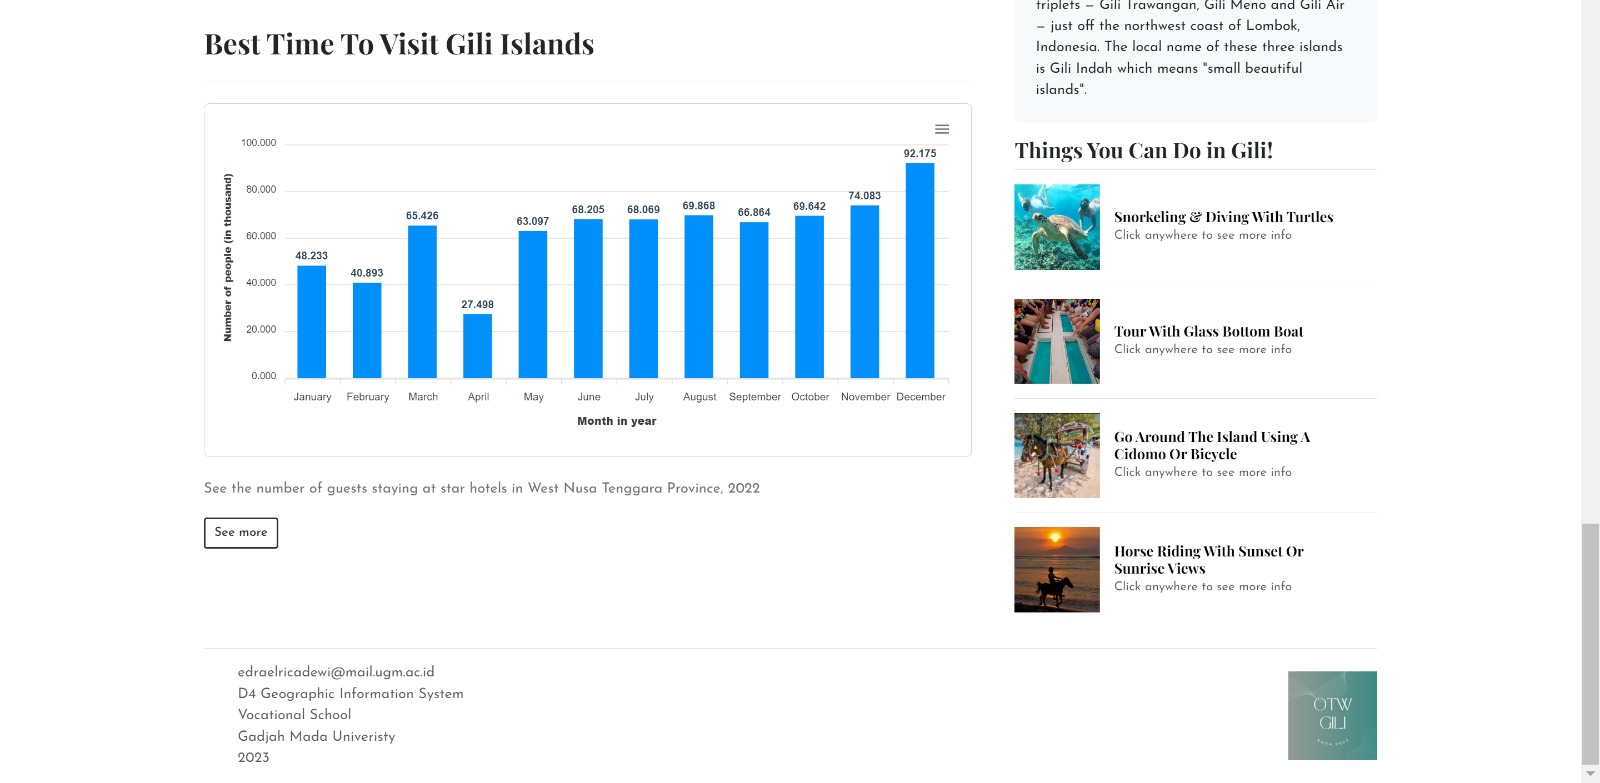 triplets – Gili Trawangan, Gili Meno and Gili Air
– just off the northwest coast of Lombok,
Indonesia. The local name of these three islands
is Gili Indah which means "small beautiful
islands".
Best Time To Visit Gili Islands
100.000
80.000
60.000
40.000
20.000
0.000
Number of people (in thousand)
48.233
40.893
65.426
27.498
63.097
68.205
68.069
69.868
66.864
69.642
74.083
92.175
January
February
March
April
May
June
July
August
September
October
November
December
Month in year
See the number of guests staying at star hotels in West Nusa Tenggara Province, 2022
See more
Things You Can Do in Gili!
Snorkeling & Diving With Turtles
Click anywhere to see more info
Tour With Glass Bottom Boat
Click anywhere to see more info
Go Around The Island Using A
Cidomo Or Bicycle
Click anywhere to see more info
Horse Riding With Sunset Or
Sunrise Views
Click anywhere to see more info
edraelricadewi@mail.ugm.ac.id
D4 Geographic Information System
Vocational School
Gadjah Mada Univeristy
2023
OTW
GILI